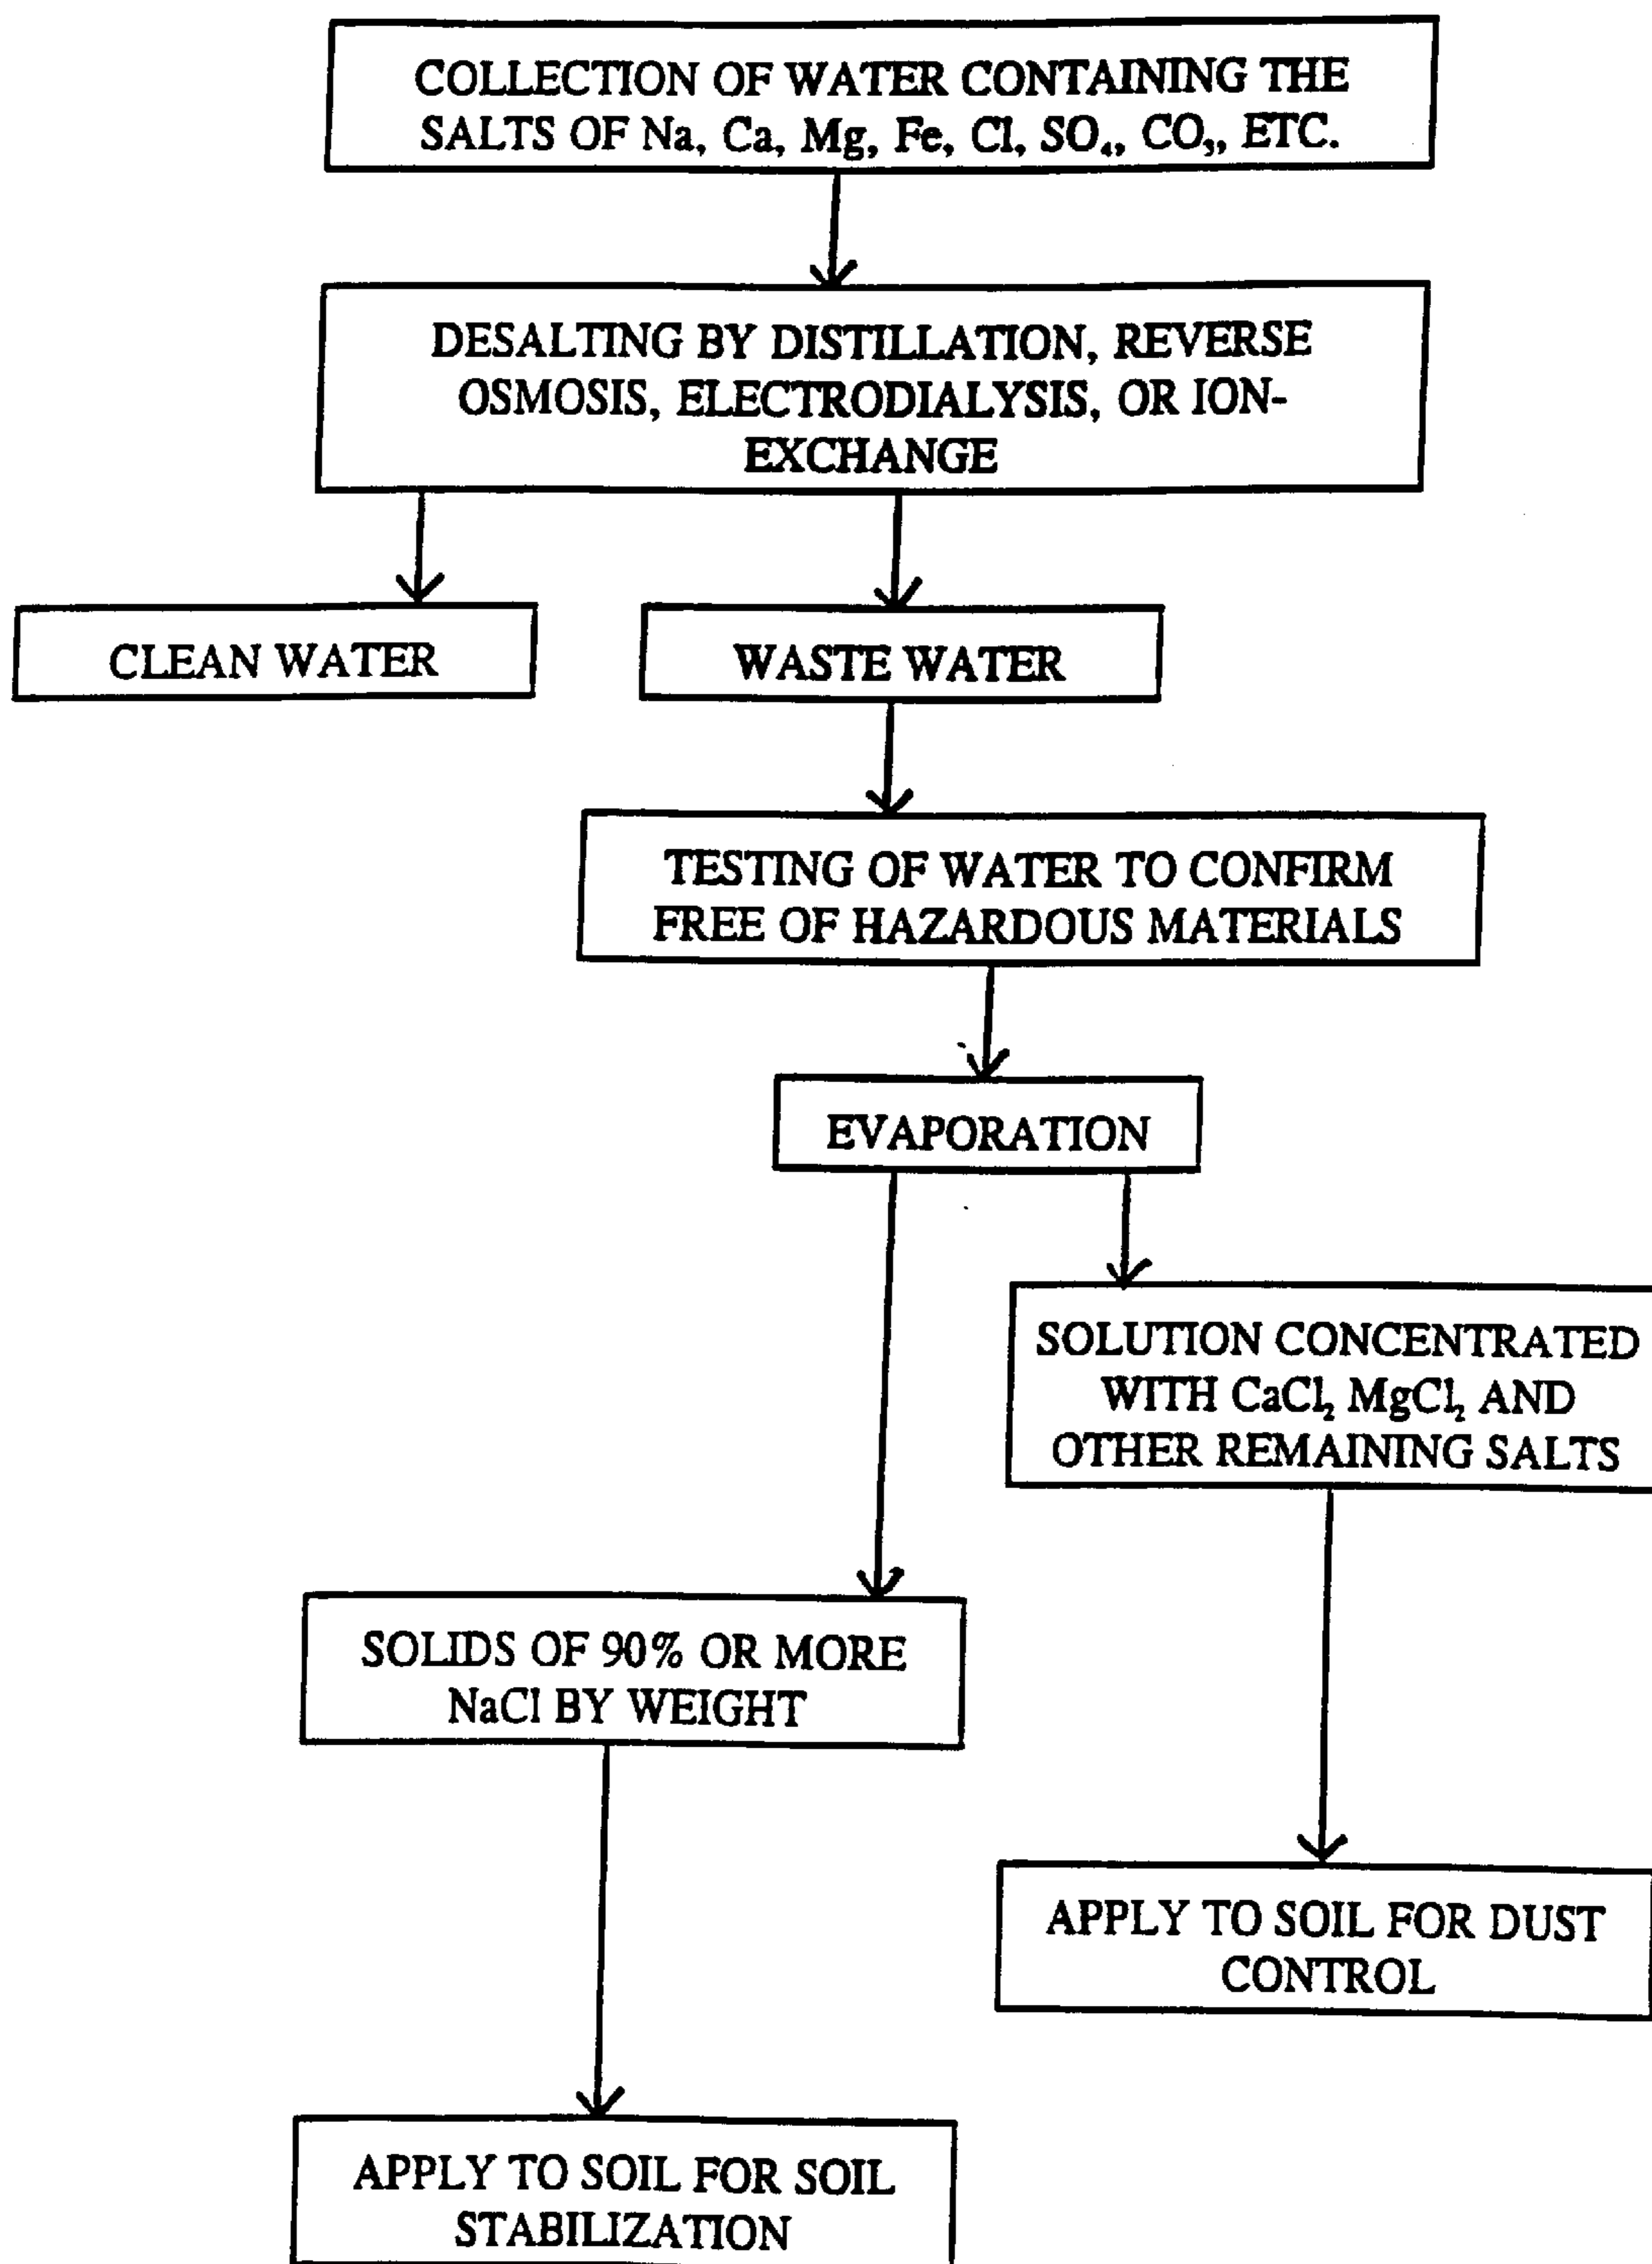 COLLECTION OF WATER CONTAINING THE
SALTS OF Na, Ca, Mg, Fe, Cl, SO₄, CO₃, ETC.
DESALTING BY DISTILLATION, REVERSE
OSMOSIS, ELECTRODIALYSIS, OR ION-
EXCHANGE
CLEAN WATER
WASTE WATER
TESTING OF WATER TO CONFIRM
FREE OF HAZARDOUS MATERIALS
EVAPORATION
SOLUTION CONCENTRATED
WITH CaCl₂ MgCl₂ AND
OTHER REMAINING SALTS
SOLIDS OF 90% OR MORE
NaCl BY WEIGHT
APPLY TO SOIL FOR DUST
CONTROL
APPLY TO SOIL FOR SOIL
STABILIZATION